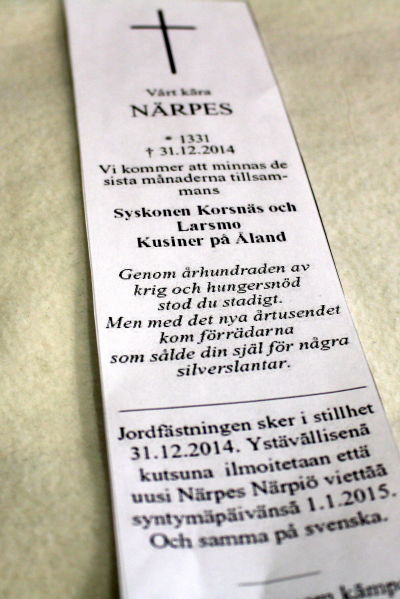 Vårt kära
NÄRPES
* 1331
† 31.12.2014
Vi kommer att minnas de
sista månaderna tillsam-
mans
Syskonen Korsnäs och
Larsmo
Kusiner på Åland
Genom århundraden av
krig och hungersnöd
stod du stadigt.
Men med det nya årtusendet
kom förrädarna
som sålde din själ för några
silverslantar.
Jordfästningen sker i stillhet
31.12.2014. Ystävällisenä
kutsuna ilmoitetaan että
uusi Närpes Närpiö viettää
syntymäpäivänsä 1.1.2015.
Och samma på svenska.